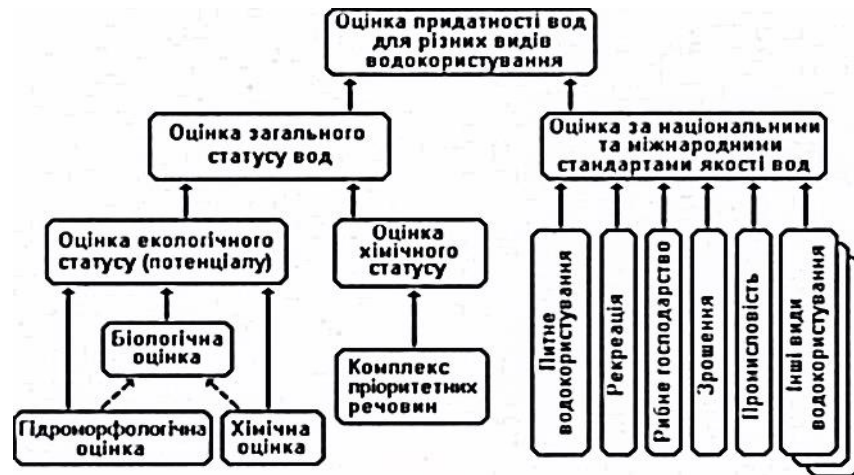 Оцінка придатності вод
для різних видів
водокористування
Оцінка загального
статусу вод
Оцінка за національними
та міжнародними
стандартами якості вод
Оцінка екологічного
статусу (потенціалу)
Оцінка
хімічного
статусу
Біологічна
оцінка
Комплекс
пріоритетних
речовин
Гідроморфологічна
оцінка
Хімічна
оцінка
Питне
водокористування
Рекреація
Рибне господарство
Зрошення
Промисловість
Інші види
водокористування